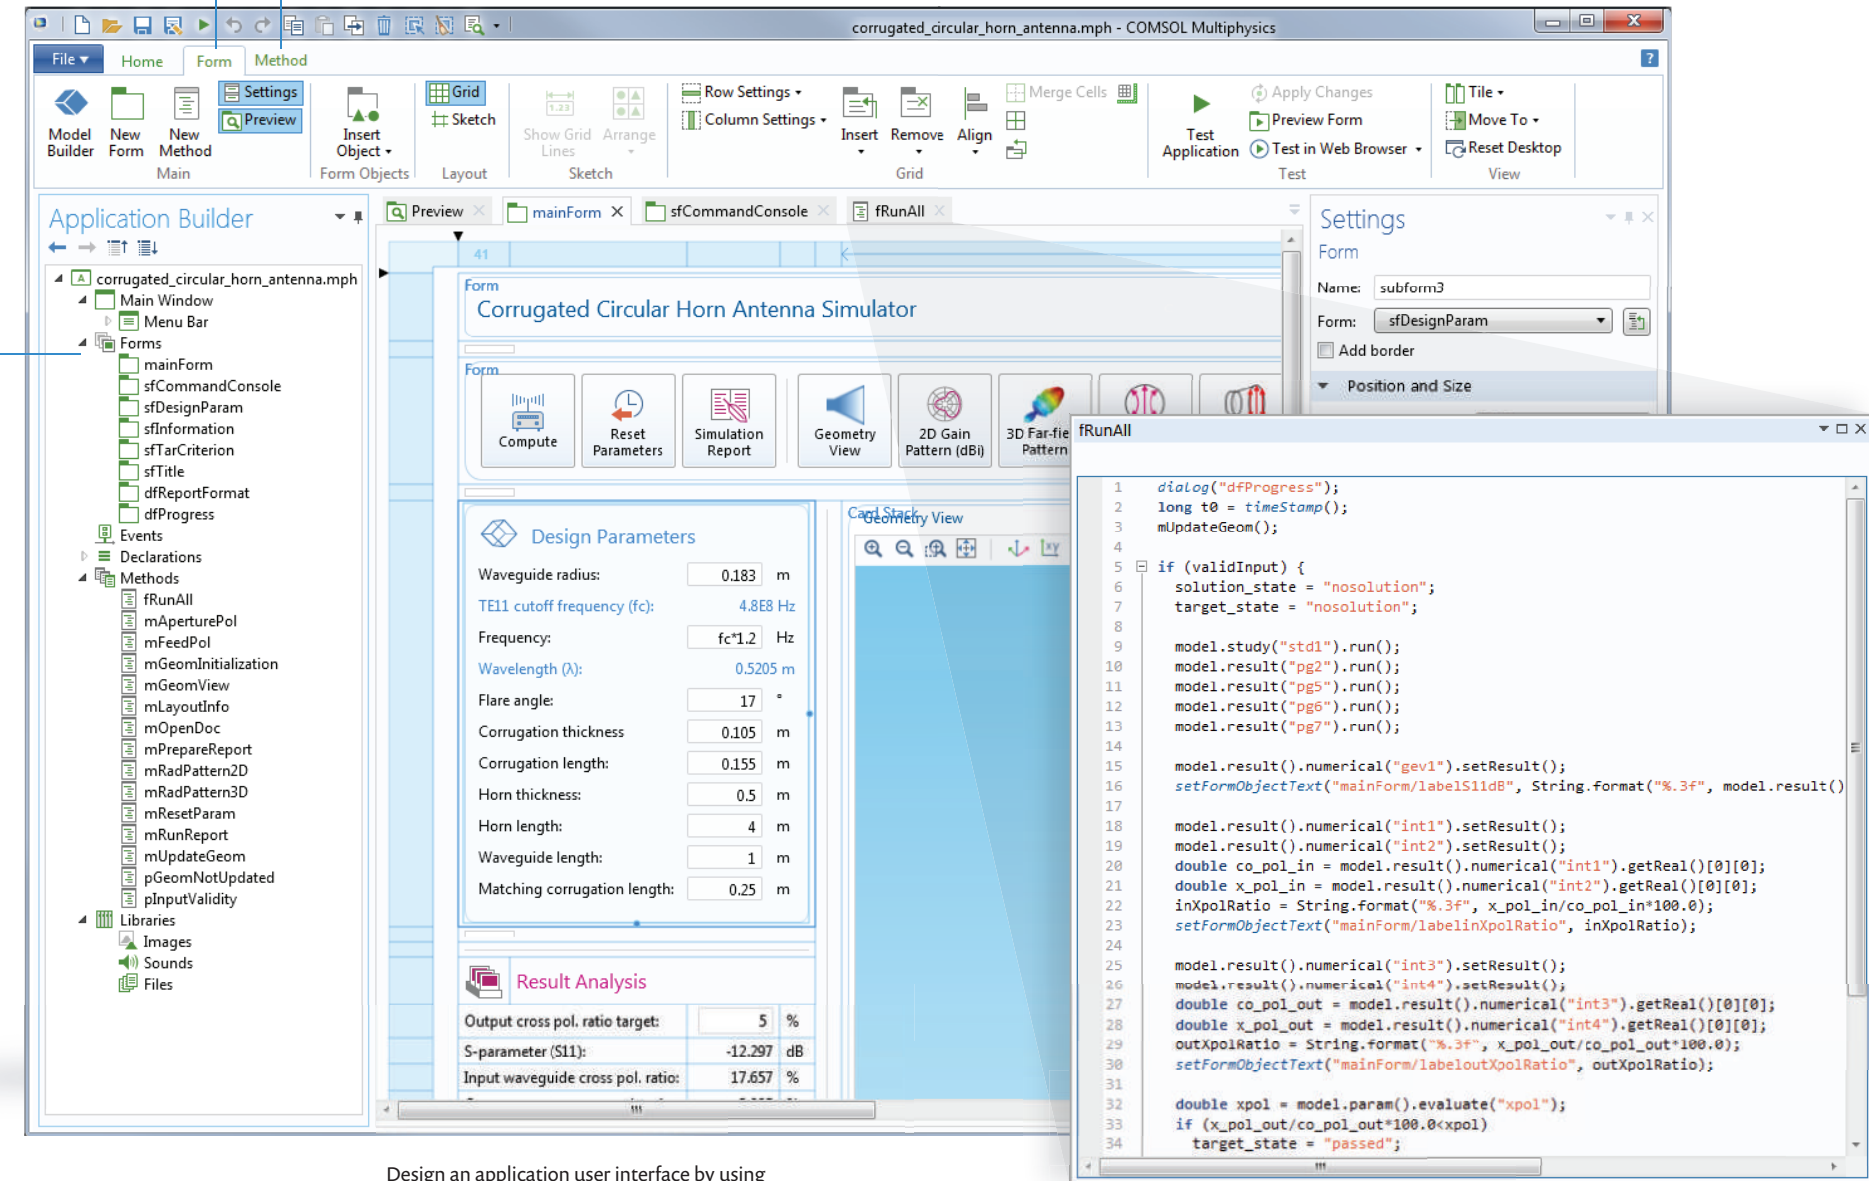 corrugated_circular_horn_antenna.mph - COMSOL Multiphysics
File Home Form Method
Model Builder
New Form
New Method
Settings
Preview
Main
Insert Object
Form Objects
Grid
Sketch
Layout
Show Grid Lines
Arrange
Sketch
Row Settings
Column Settings
Insert
Remove
Align
Merge Cells
Grid
Test Application
Apply Changes
Preview Form
Test in Web Browser
Test
Tile
Move To
Reset Desktop
View
Application Builder
corrugated_circular_horn_antenna.mph
Main Window
Menu Bar
Forms
mainForm
sfCommandConsole
sfDesignParam
sfInformation
sfTarCriterion
sfTitle
dfReportFormat
dfProgress
Events
Declarations
Methods
fRunAll
mAperturePol
mFeedPol
mGeomInitialization
mGeomView
mLayoutInfo
mOpenDoc
mPrepareReport
mRadPattern2D
mRadPattern3D
mResetParam
mRunReport
mUpdateGeom
pGeomNotUpdated
pInputValidity
Libraries
Images
Sounds
Files
Preview mainForm sfCommandConsole fRunAll
41
Form
Corrugated Circular Horn Antenna Simulator
Form
Compute
Reset Parameters
Simulation Report
Geometry View
2D Gain Pattern (dBi)
3D Far-fie
Pattern
Design Parameters
Waveguide radius: 0.183 m
TE11 cutoff frequency (fc): 4.8E8 Hz
Frequency: fc*1.2 Hz
Wavelength (λ): 0.5205 m
Flare angle: 17 °
Corrugation thickness 0.105 m
Corrugation length: 0.155 m
Horn thickness: 0.5 m
Horn length: 4 m
Waveguide length: 1 m
Matching corrugation length: 0.25 m
Card Stack
Geometry View
Result Analysis
Output cross pol. ratio target: 5 %
S-parameter (S11): -12.297 dB
Input waveguide cross pol. ratio: 17.657 %
Settings
Form
Name: subform3
Form: sfDesignParam
Add border
Position and Size
fRunAll
1 dialog("dfProgress");
2 long t0 = timeStamp();
3 mUpdateGeom();
4
5 if (validInput) {
6 solution_state = "nosolution";
7 target_state = "nosolution";
8
9 model.study("std1").run();
10 model.result("pg2").run();
11 model.result("pg5").run();
12 model.result("pg6").run();
13 model.result("pg7").run();
14
15 model.result().numerical("gev1").setResult();
16 setFormObjectText("mainForm/labelS11dB", String.format("%.3f", model.result()
17
18 model.result().numerical("int1").setResult();
19 model.result().numerical("int2").setResult();
20 double co_pol_in = model.result().numerical("int1").getReal()[0][0];
21 double x_pol_in = model.result().numerical("int2").getReal()[0][0];
22 inXpolRatio = String.format("%.3f", x_pol_in/co_pol_in*100.0);
23 setFormObjectText("mainForm/labelinXpolRatio", inXpolRatio);
24
25 model.result().numerical("int3").setResult();
26 model.result().numerical("int4").setResult();
27 double co_pol_out = model.result().numerical("int3").getReal()[0][0];
28 double x_pol_out = model.result().numerical("int4").getReal()[0][0];
29 outXpolRatio = String.format("%.3f", x_pol_out/co_pol_out*100.0);
30 setFormObjectText("mainForm/labeloutXpolRatio", outXpolRatio);
31
32 double xpol = model.param().evaluate("xpol");
33 if (x_pol_out/co_pol_out*100.0<xpol)
34 target_state = "passed";
Design an application user interface by using